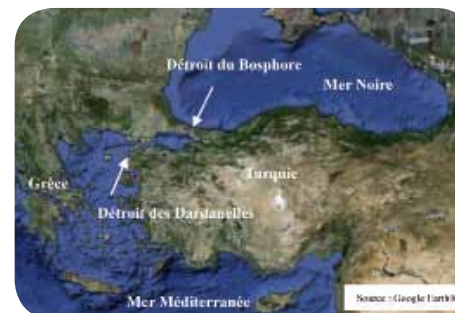 Détroit du Bosphore
Mer Noire
Grèce
Turquie
Détroit des Dardanelles
Mer Méditerranée
Source : Google Earth®